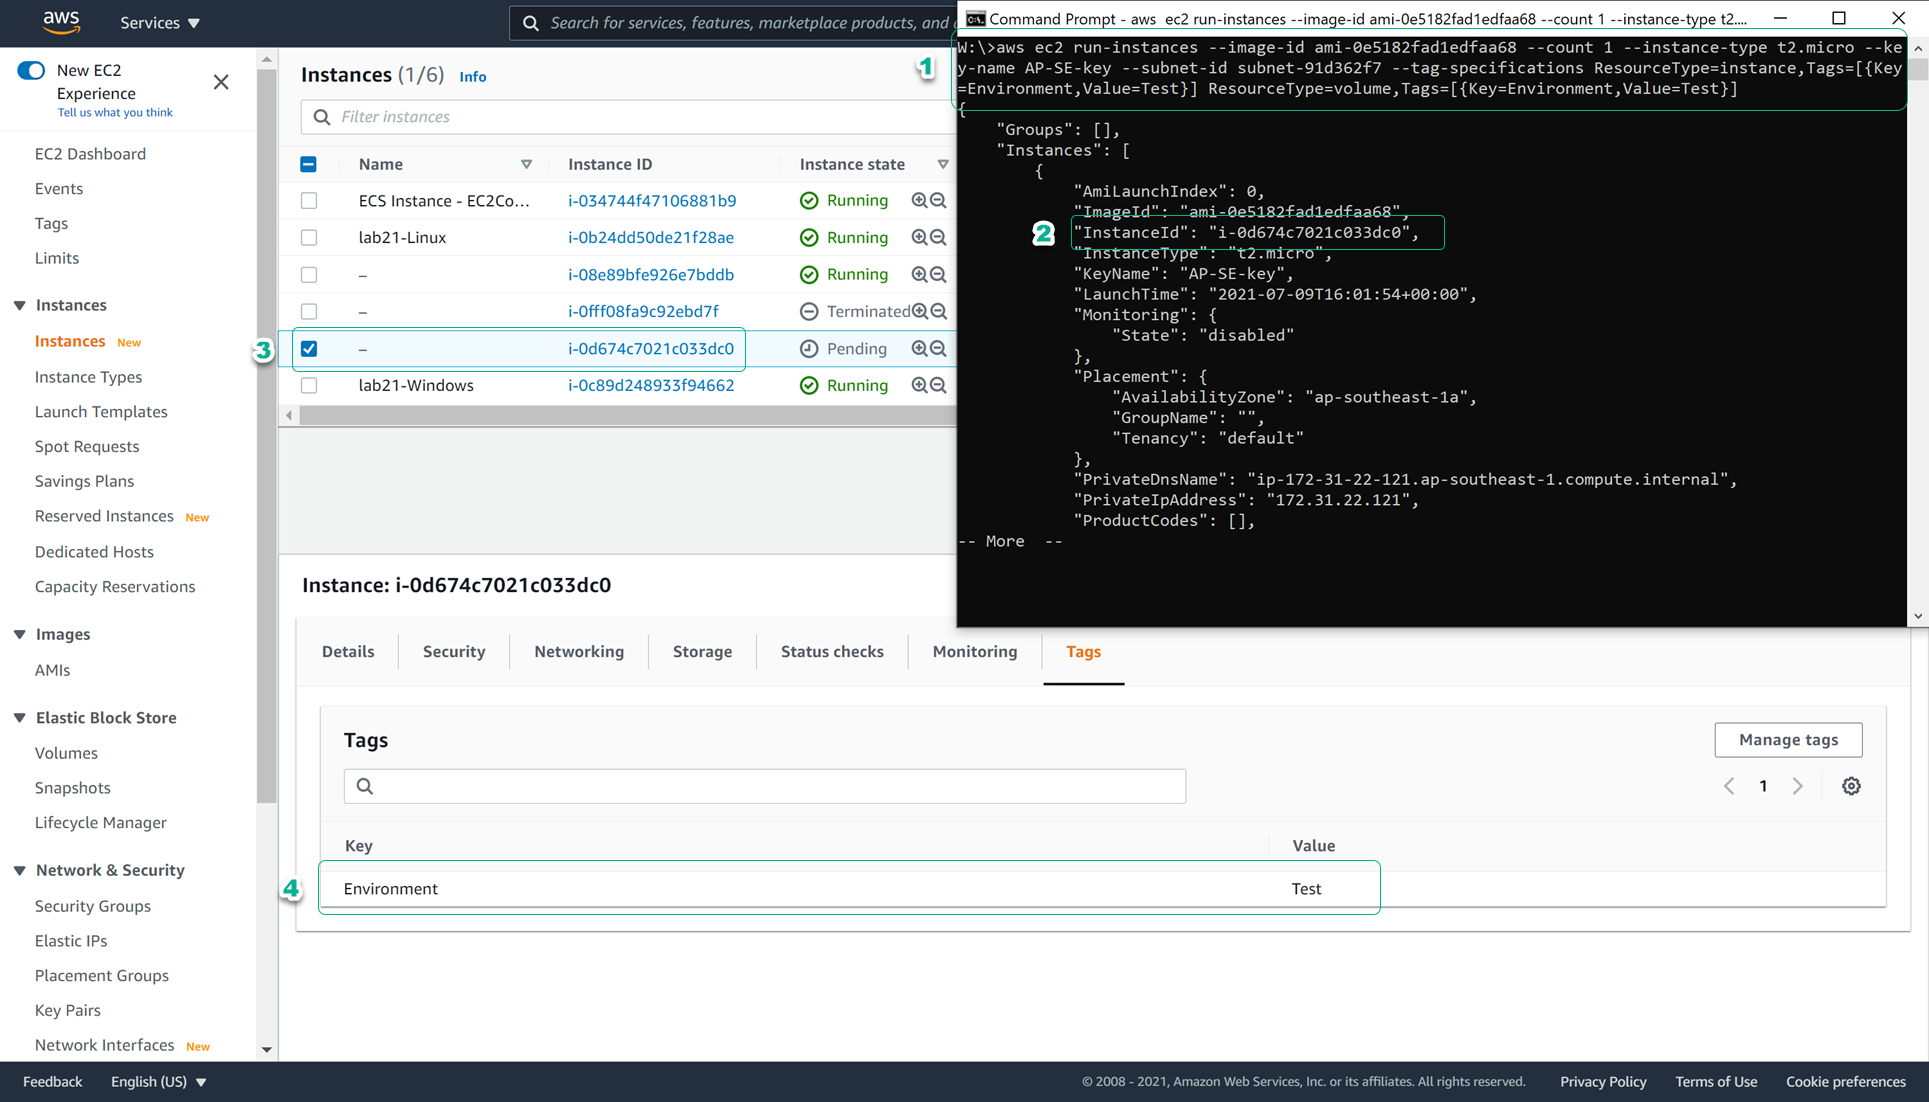 aws
Services
Search for services, features, marketplace products, and
New EC2
Experience
Tell us what you think
EC2 Dashboard
Events
Tags
Limits
Instances
Instances New
Instance Types
Launch Templates
Spot Requests
Savings Plans
Reserved Instances New
Dedicated Hosts
Capacity Reservations
Images
AMIs
Elastic Block Store
Volumes
Snapshots
Lifecycle Manager
Network & Security
Security Groups
Elastic IPs
Placement Groups
Key Pairs
Network Interfaces New
Instances (1/6) Info
Filter instances
Name Instance ID Instance state
ECS Instance - EC2Co... i-034744f47106881b9 Running
lab21-Linux i-0b24dd50de21f28ae Running
– i-08e89bfe926e7bddb Running
– i-0fff08fa9c92ebd7f Terminated
3
– i-0d674c7021c033dc0 Pending
lab21-Windows i-0c89d248933f94662 Running
Command Prompt - aws ec2 run-instances --image-id ami-0e5182fad1edfaa68 --count 1 --instance-type t2....
1
W:\>aws ec2 run-instances --image-id ami-0e5182fad1edfaa68 --count 1 --instance-type t2.micro --ke
y-name AP-SE-key --subnet-id subnet-91d362f7 --tag-specifications ResourceType=instance,Tags=[{Key
=Environment,Value=Test}] ResourceType=volume,Tags=[{Key=Environment,Value=Test}]
{
"Groups": [],
"Instances": [
{
"AmiLaunchIndex": 0,
"ImageId": "ami-0e5182fad1edfaa68",
2
"InstanceId": "i-0d674c7021c033dc0",
"InstanceType": "t2.micro",
"KeyName": "AP-SE-key",
"LaunchTime": "2021-07-09T16:01:54+00:00",
"Monitoring": {
"State": "disabled"
},
"Placement": {
"AvailabilityZone": "ap-southeast-1a",
"GroupName": "",
"Tenancy": "default"
},
"PrivateDnsName": "ip-172-31-22-121.ap-southeast-1.compute.internal",
"PrivateIpAddress": "172.31.22.121",
"ProductCodes": [],
-- More --
Instance: i-0d674c7021c033dc0
Details Security Networking Storage Status checks Monitoring Tags
Tags
Manage tags
1
Key Value
4
Environment Test
Feedback English (US) © 2008 - 2021, Amazon Web Services, Inc. or its affiliates. All rights reserved. Privacy Policy Terms of Use Cookie preferences